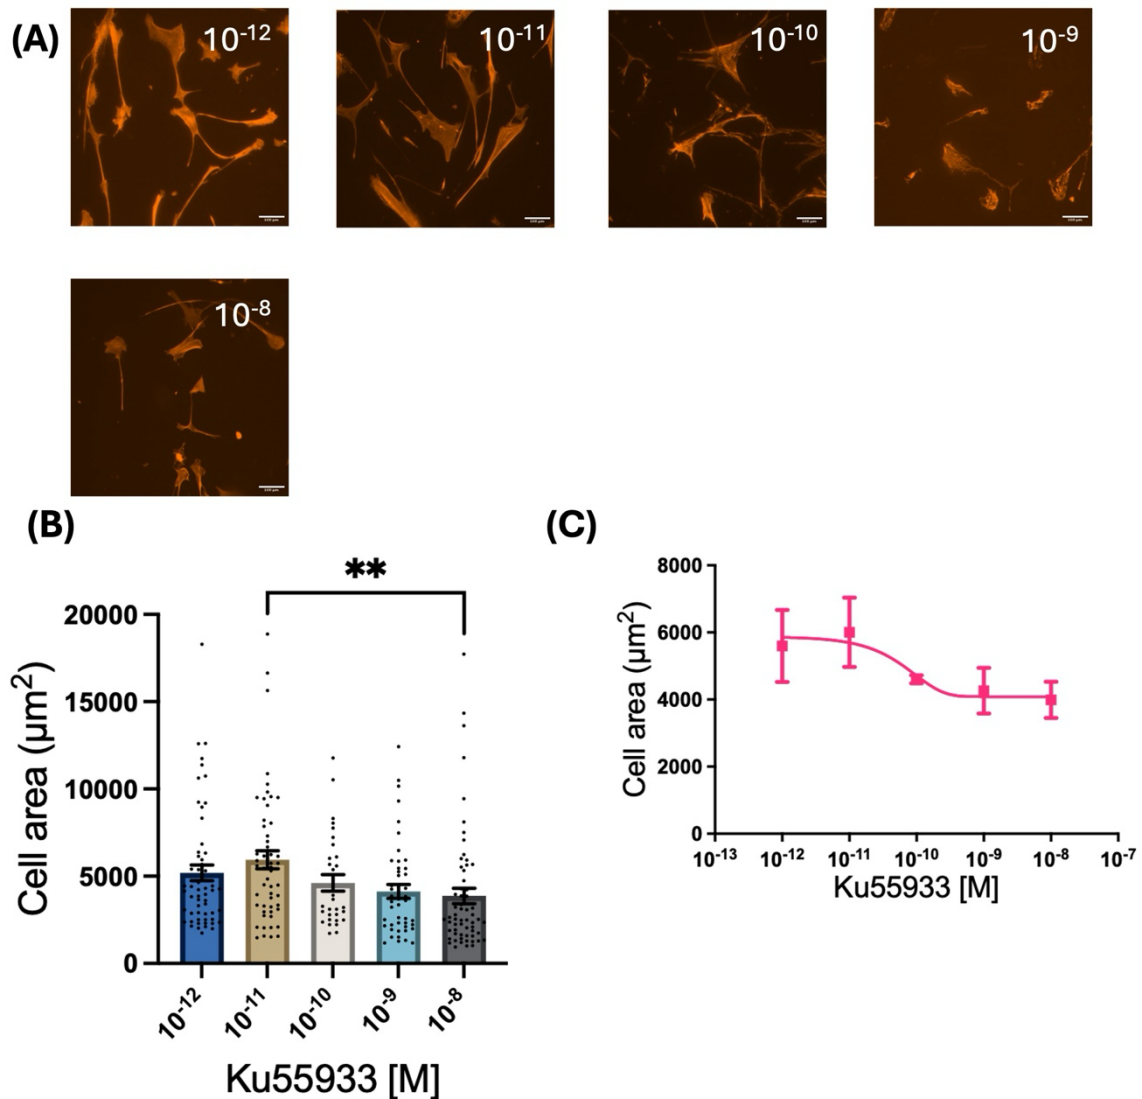 (A)
10⁻¹²
10⁻¹¹
10⁻¹⁰
10⁻⁹
10⁻⁸
(B)
**
20000
15000
10000
5000
0
Cell area (μm²)
10⁻¹²
10⁻¹¹
10⁻¹⁰
10⁻⁹
10⁻⁸
Ku55933 [M]
(C)
8000
6000
4000
2000
0
Cell area (μm²)
10⁻¹³ 10⁻¹² 10⁻¹¹ 10⁻¹⁰ 10⁻⁹ 10⁻⁸ 10⁻⁷
Ku55933 [M]